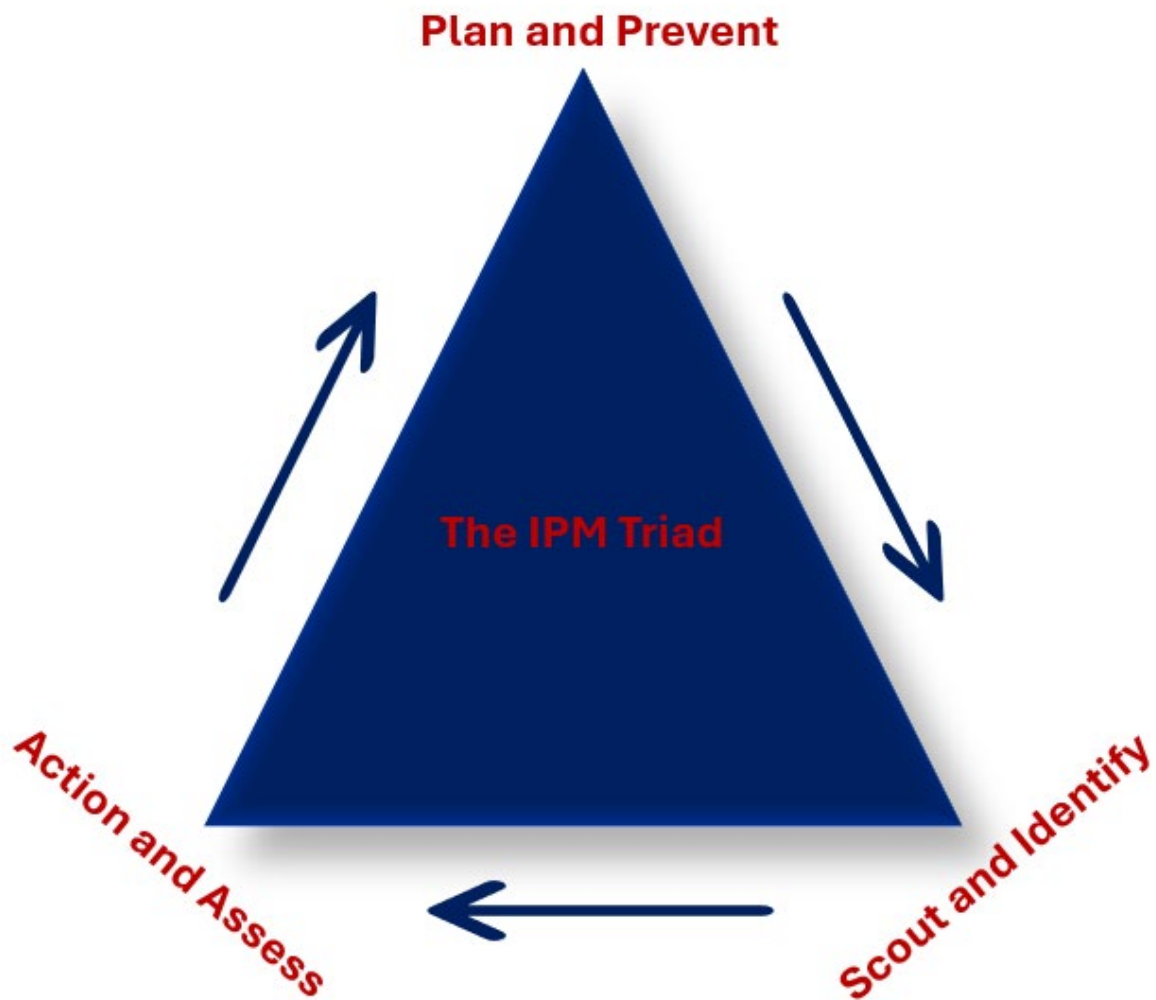 Plan and Prevent
The IPM Triad
Action and Assess
Scout and Identify